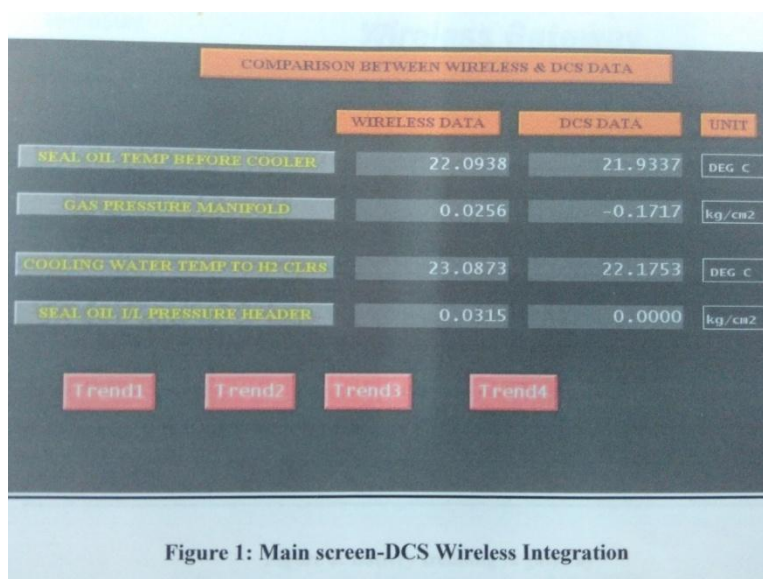 COMPARISON BETWEEN WIRELESS & DCS DATA
WIRELESS DATA DCS DATA UNIT
SEAL OIL TEMP BEFORE COOLER 22.0938 21.9337 DEG C
GAS PRESSURE MANIFOLD 0.0256 -0.1717 kg/cm2
COOLING WATER TEMP TO H2 CLRS 23.0873 22.1753 DEG C
SEAL OIL I/L PRESSURE HEADER 0.0315 0.0000 kg/cm2
Trend1 Trend2 Trend3 Trend4
Figure 1: Main screen-DCS Wireless Integration